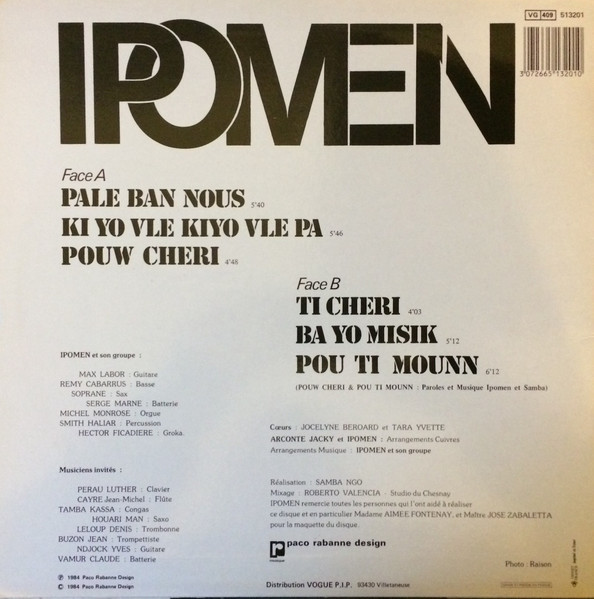 IPOMEN
VG 409 513201
3 072665 132010
Face A
PALE BAN NOUS 5'40
KI YO VLE KIYO VLE PA 5'46
POUW CHERI 4'48
Face B
TI CHERI 4'03
BA YO MISIK 5'12
POU TI MOUNN 6'12
(POUW CHERI & POU TI MOUNN : Paroles et Musique Ipomen et Samba)
IPOMEN et son groupe :
MAX LABOR : Guitare
REMY CABARRUS : Basse
SOPRANE : Sax
SERGE MARNE : Batterie
MICHEL MONROSE : Orgue
SMITH HALIAR : Percussion
HECTOR FICADIERE : Groka.
Musiciens invités :
PERAU LUTHER : Clavier
CAYRE Jean-Michel : Flûte
TAMBA KASSA : Congas
HOUARI MAN : Saxo
LELOUP DENIS : Trombonne
BUZON JEAN : Trompettiste
NDJOCK YVES : Guitare
VAMUR CLAUDE : Batterie
Cœurs : JOCELYNE BEROARD et TARA YVETTE
ARCONTE JACKY et IPOMEN : Arrangements Cuivres
Arrangements Musique : IPOMEN et son groupe
Réalisation : SAMBA NGO
Mixage : ROBERTO VALENCIA - Studio du Chesnay
IPOMEN remercie toutes les personnes qui l'ont aidé à réaliser
ce disque et en particulier Madame AIMEE FONTENAY, et Maître JOSE ZABALETTA
pour la maquette du disque.
paco rabanne design
musique
Photo : Raison
℗ 1984 Paco Rabanne Design
© 1984 Paco Rabanne Design
Distribution VOGUE P.I.P. 93430 Villetaneuse